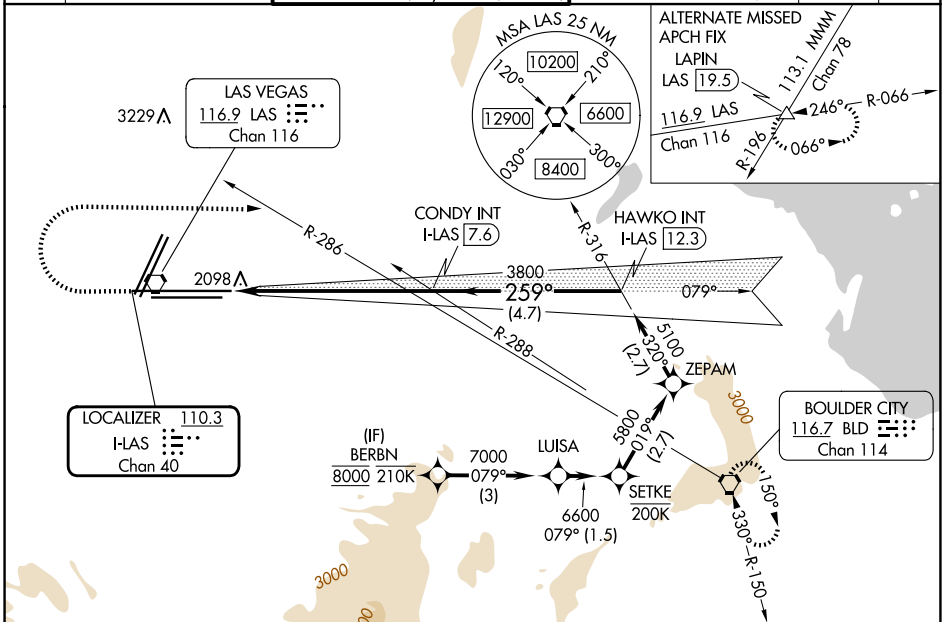 MSA LAS 25 NM
10200
120°
210°
12900
6600
030°
300°
8400
ALTERNATE MISSED
APCH FIX
LAPIN
LAS 19.5
113.1 MMM
Chan 78
116.9 LAS
Chan 116
246°
R-066
066°
R-196
LAS VEGAS
116.9 LAS
Chan 116
3229
R-286
CONDY INT
I-LAS 7.6
R-316
HAWKO INT
I-LAS 12.3
2098
3800
259°
(4.7)
079°
R-288
5100
320°
(2.7)
ZEPAM
LOCALIZER 110.3
I-LAS
Chan 40
3000
BOULDER CITY
116.7 BLD
Chan 114
(IF)
BERBN
8000 210K
7000
079°
(3)
LUISA
5800
019°
(2.7)
SETKE
200K
6600
079° (1.5)
150°
330°
R-150
3000
00